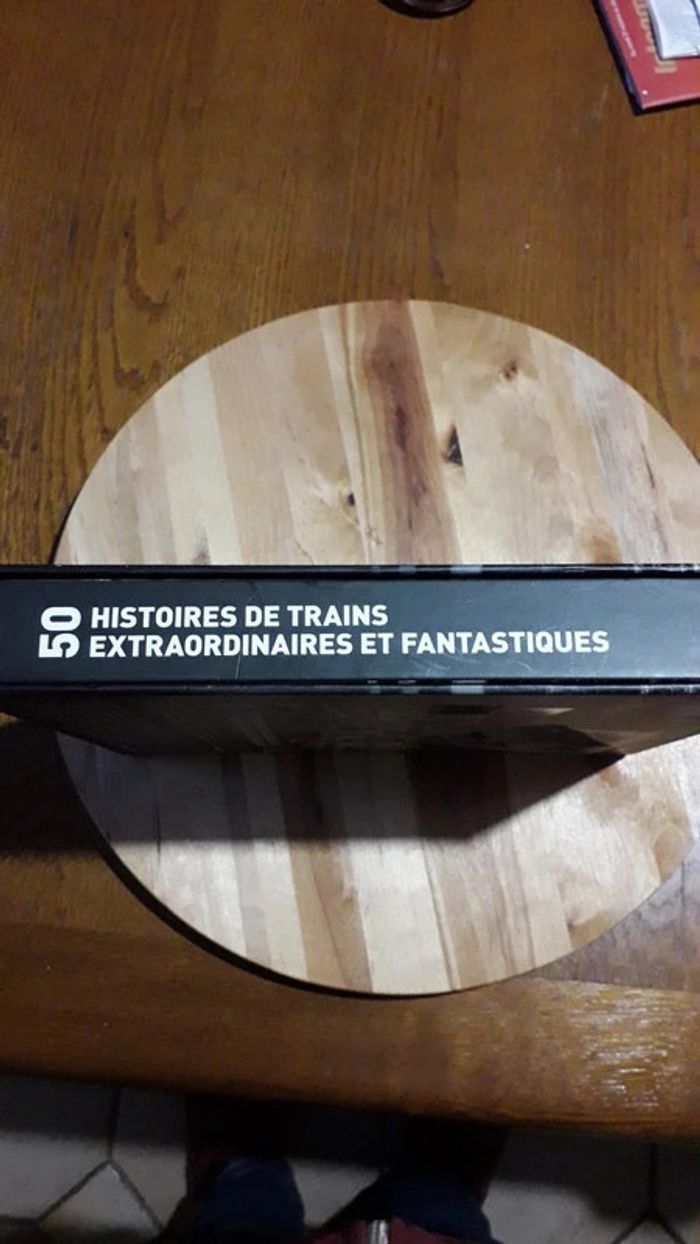 50
HISTOIRES DE TRAINS
EXTRAORDINAIRES ET FANTASTIQUES